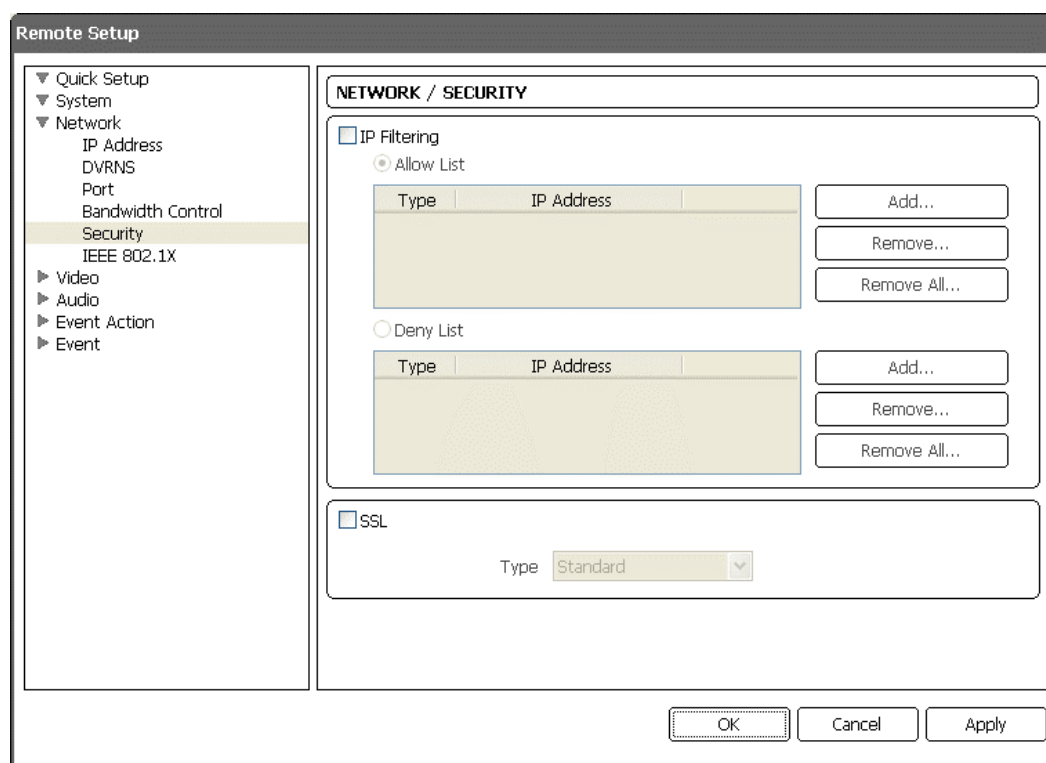 Remote Setup
Quick Setup
System
Network
IP Address
DVRNS
Port
Bandwidth Control
Security
IEEE 802.1X
Video
Audio
Event Action
Event
NETWORK / SECURITY
IP Filtering
Allow List
Type IP Address
Add...
Remove...
Remove All...
Deny List
Type IP Address
Add...
Remove...
Remove All...
SSL
Type Standard
OK Cancel Apply